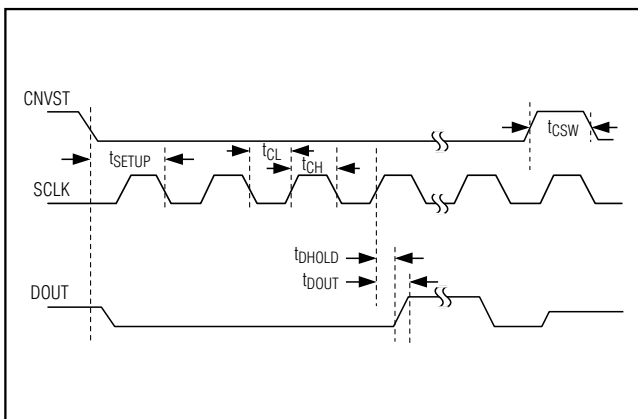 CNVST
tCSW
tSETUP
tCL
tCH
SCLK
tDHOLD
tDOUT
DOUT